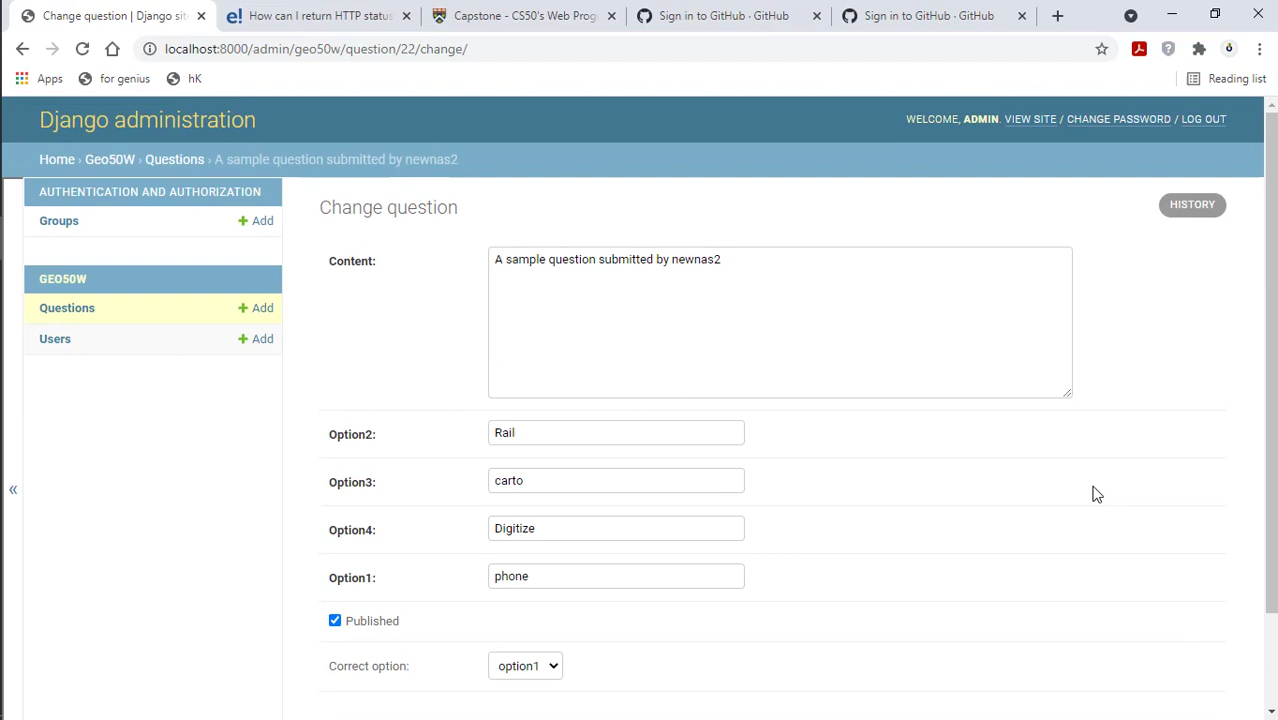 Change question | Django sit
How can I return HTTP status
Capstone - CS50's Web Prog
Sign in to GitHub · GitHub
Sign in to GitHub · GitHub
localhost:8000/admin/geo50w/question/22/change/
Apps
for genius
hK
Reading list
Django administration
WELCOME, ADMIN. VIEW SITE / CHANGE PASSWORD / LOG OUT
Home › Geo50W › Questions › A sample question submitted by newnas2
AUTHENTICATION AND AUTHORIZATION
Groups
+ Add
GEO50W
Questions
+ Add
Users
+ Add
«
Change question
HISTORY
Content:
A sample question submitted by newnas2
Option2:
Rail
Option3:
carto
Option4:
Digitize
Option1:
phone
Published
Correct option:
option1